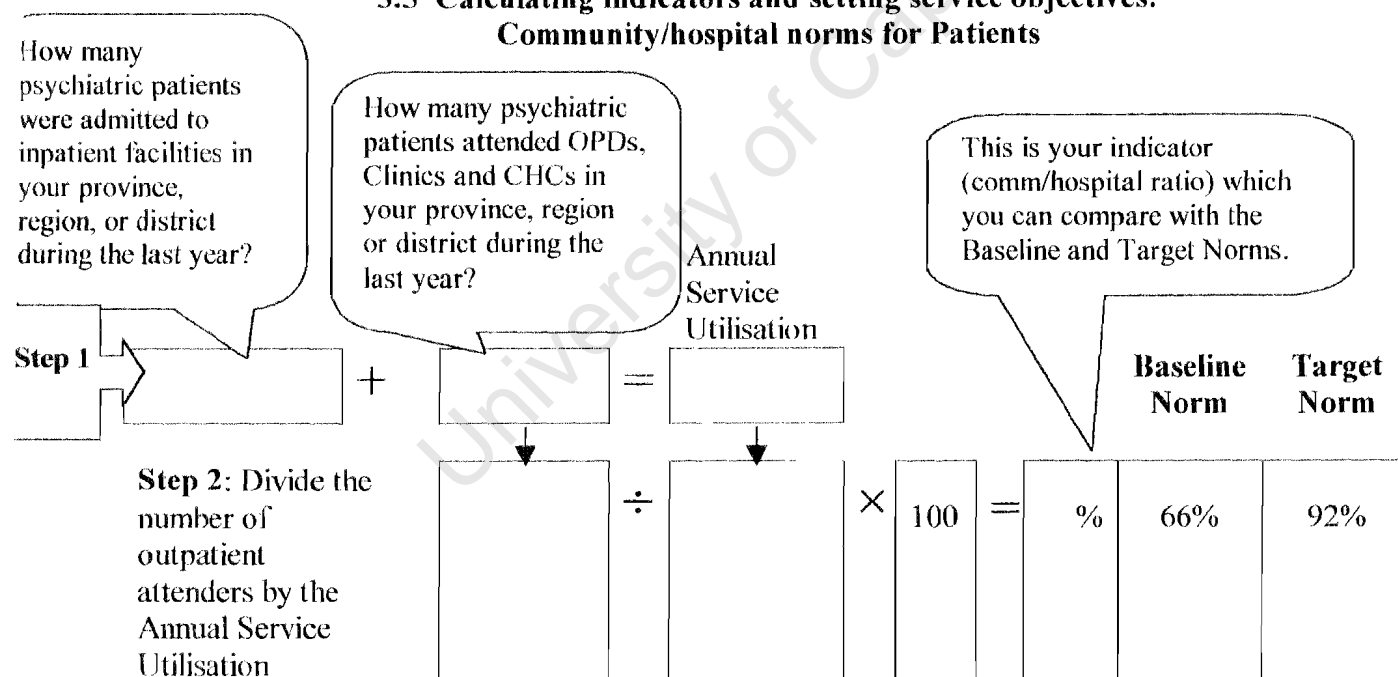 3.3 Calculating indicators and setting service objectives:
Community/hospital norms for Patients
How many
psychiatric patients
were admitted to
inpatient facilities in
your province,
region, or district
during the last year?
How many psychiatric
patients attended OPDs,
Clinics and CHCs in
your province, region
or district during the
last year?
This is your indicator
(comm/hospital ratio) which
you can compare with the
Baseline and Target Norms.
Annual
Service
Utilisation
Step 1
+
=
Baseline
Norm
Target
Norm
Step 2: Divide the
number of
outpatient
attenders by the
Annual Service
Utilisation
÷
× 100 = % 66% 92%
University of Ca